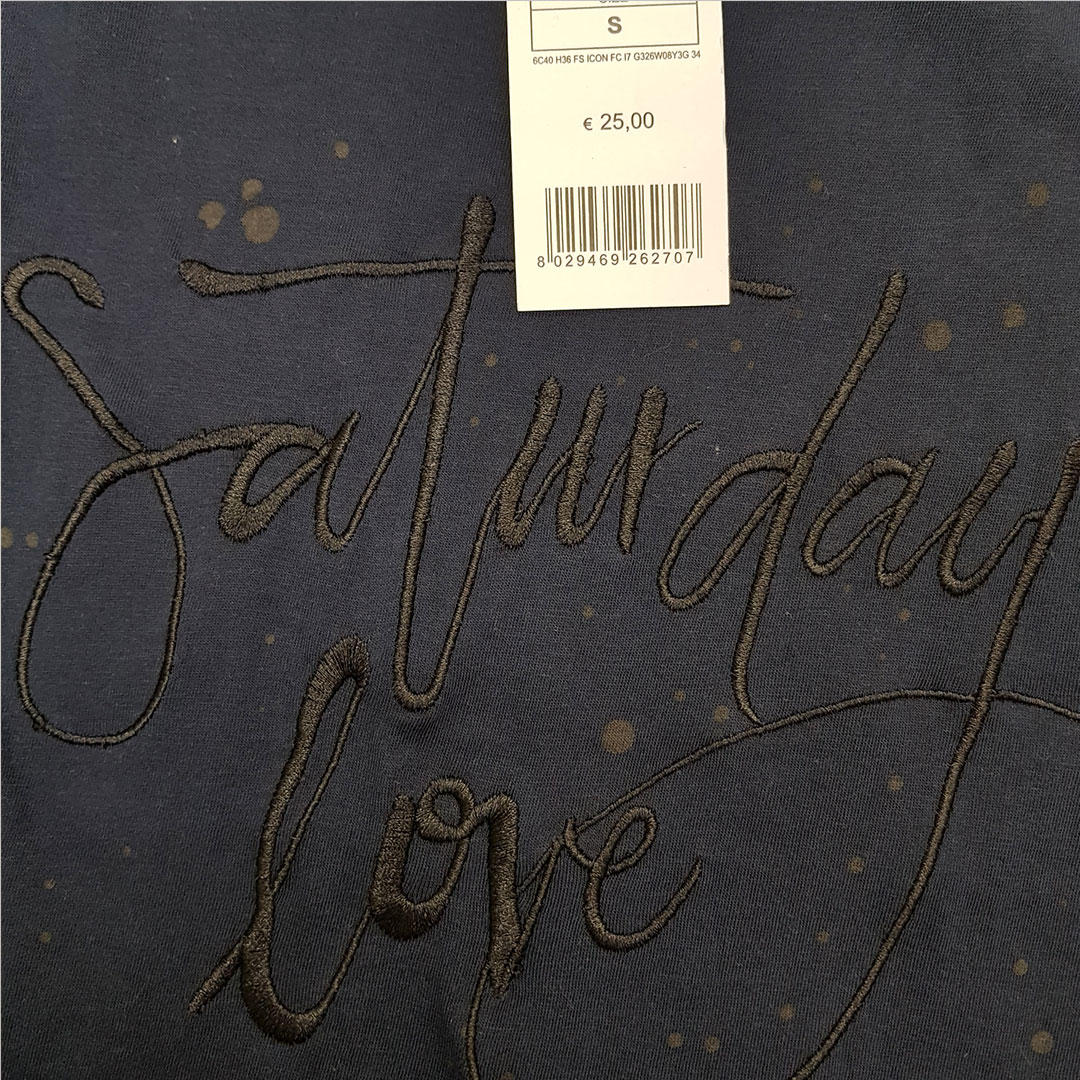 S
6C40 H36 FS ICON FC I7 G326W08Y3G 34
€ 25,00
8 029469 262707
Saturday
love